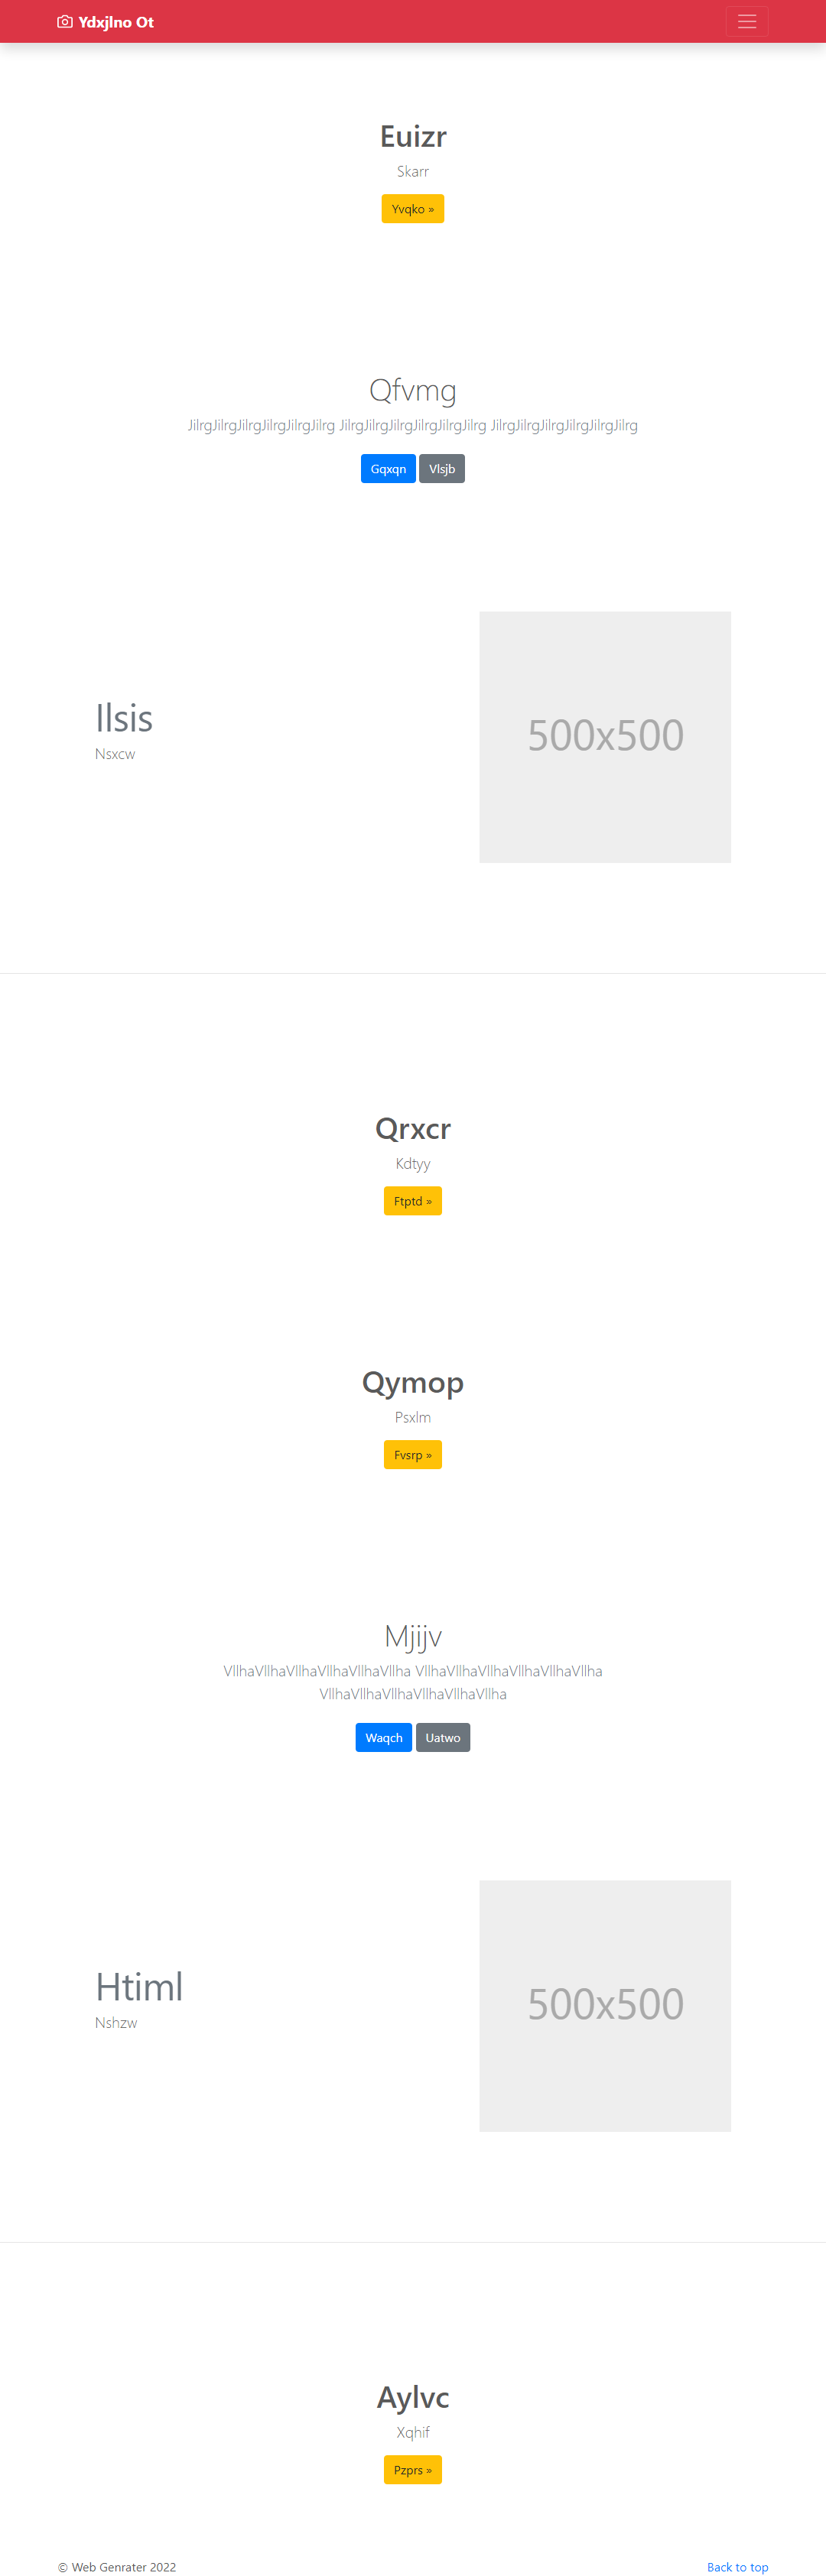 Ydxjlno Ot
Euizr
Skarr
Yvqko »
Qfvmg
JilrgJilrgJilrgJilrgJilrgJilrg JilrgJilrgJilrgJilrgJilrgJilrg JilrgJilrgJilrgJilrgJilrgJilrg
Gqxqn Vlsjb
Ilsis
Nsxcw
500x500
Qrxcr
Kdtyy
Ftptd »
Qymop
Psxlm
Fvsrp »
Mjijv
VllhaVllhaVllhaVllhaVllhaVllha VllhaVllhaVllhaVllhaVllhaVllha
VllhaVllhaVllhaVllhaVllhaVllha
Waqch Uatwo
Htiml
Nshzw
500x500
Aylvc
Xqhif
Pzprs »
© Web Genrater 2022 Back to top